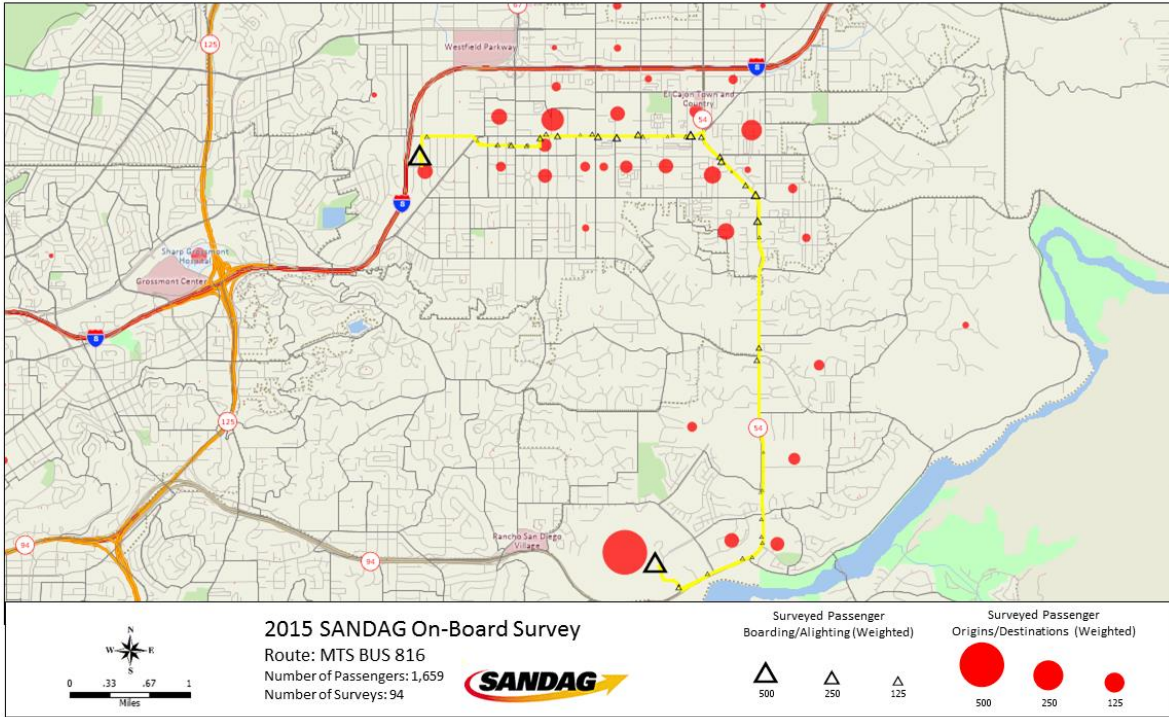 67
125
Westfield Parkway
8
El Cajon Town and
Country
54
8
Sharp Grossmont
Hospital
Grossmont Center
8
125
54
Rancho San Diego
Village
94
94
N
W E
S
0 .33 .67 1
Miles
2015 SANDAG On-Board Survey
Route: MTS BUS 816
Number of Passengers: 1,659
Number of Surveys: 94
SANDAG
Surveyed Passenger
Boarding/Alighting (Weighted)
500 250 125
Surveyed Passenger
Origins/Destinations (Weighted)
500 250 125